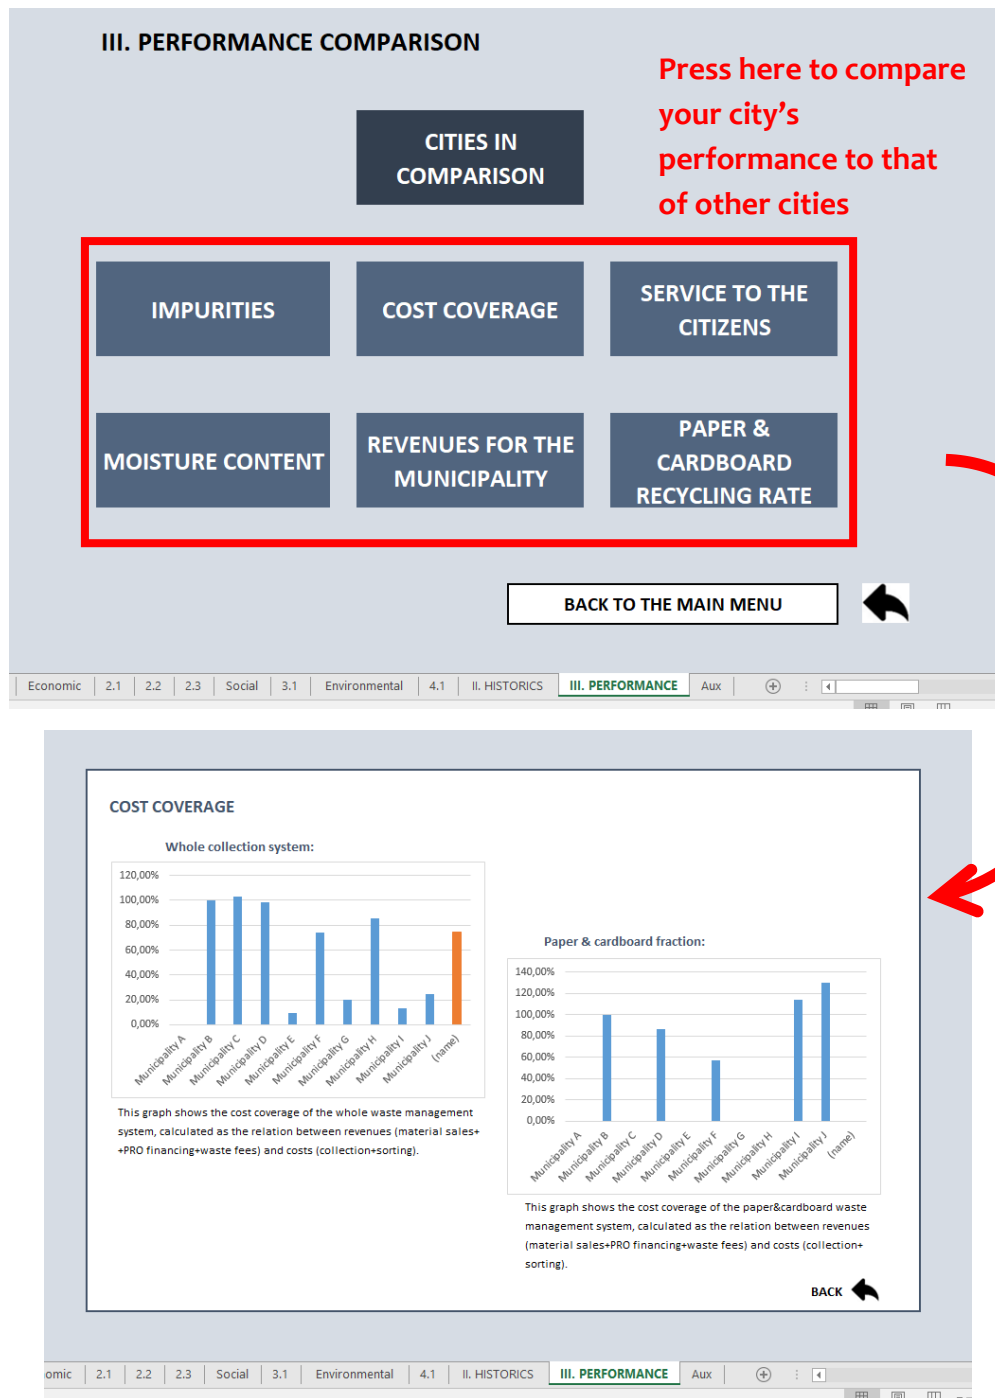 III. PERFORMANCE COMPARISON
Press here to compare
your city’s
performance to that
of other cities
CITIES IN
COMPARISON
IMPURITIES
COST COVERAGE
SERVICE TO THE
CITIZENS
MOISTURE CONTENT
REVENUES FOR THE
MUNICIPALITY
PAPER &
CARDBOARD
RECYCLING RATE
BACK TO THE MAIN MENU
Economic 2.1 2.2 2.3 Social 3.1 Environmental 4.1 II. HISTORICS III. PERFORMANCE Aux
COST COVERAGE
Whole collection system:
120,00%
100,00%
80,00%
60,00%
40,00%
20,00%
0,00%
Municipality A
Municipality B
Municipality C
Municipality D
Municipality E
Municipality F
Municipality G
Municipality H
Municipality I
Municipality J
(name)
This graph shows the cost coverage of the whole waste management
system, calculated as the relation between revenues (material sales+
+PRO financing+waste fees) and costs (collection+sorting).
Paper & cardboard fraction:
140,00%
120,00%
100,00%
80,00%
60,00%
40,00%
20,00%
0,00%
Municipality A
Municipality B
Municipality C
Municipality D
Municipality E
Municipality F
Municipality G
Municipality H
Municipality I
Municipality J
(name)
This graph shows the cost coverage of the paper&cardboard waste
management system, calculated as the relation between revenues
(material sales+PRO financing+waste fees) and costs (collection+
sorting).
BACK
omic 2.1 2.2 2.3 Social 3.1 Environmental 4.1 II. HISTORICS III. PERFORMANCE Aux